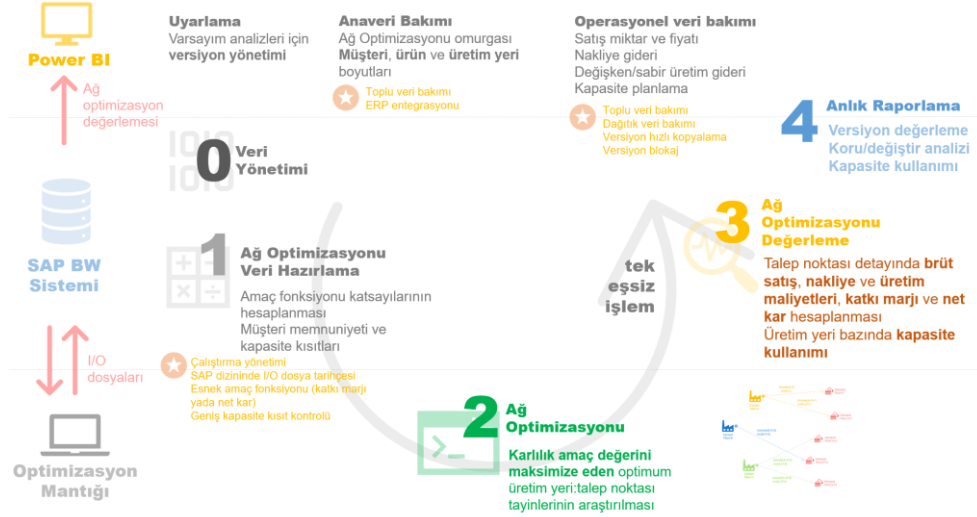 Power BI
Ağ
optimizasyon
değerlemesi
SAP BW
Sistemi
I/O
dosyaları
Optimizasyon
Mantığı
Uyarlama
Varsayım analizleri için
versiyon yönetimi
Anaveri Bakımı
Ağ Optimizasyonu omurgası
Müşteri, ürün ve üretim yeri
boyutları
Toplu veri bakımı
ERP entegrasyonu
Operasyonel veri bakımı
Satış miktar ve fiyatı
Nakliye gideri
Değişken/sabir üretim gideri
Kapasite planlama
Toplu veri bakımı
Dağıtık veri bakımı
Versiyon hızlı kopyalama
Versiyon blokaj
0 Veri
Yönetimi
1 Ağ Optimizasyonu
Veri Hazırlama
Amaç fonksiyonu katsayılarının
hesaplanması
Müşteri memnuniyeti ve
kapasite kısıtları
Çalıştırma yönetimi
SAP dizininde I/O dosya tarihçesi
Esnek amaç fonksiyonu (katkı marjı
yada net kar)
Geniş kapasite kısıt kontrolü
2 Ağ
Optimizasyonu
Karlılık amaç değerini
maksimize eden optimum
üretim yeri:talep noktası
tayinlerinin araştırılması
tek
eşsiz
işlem
3 Ağ
Optimizasyonu
Değerleme
Talep noktası detayında brüt
satış, nakliye ve üretim
maliyetleri, katkı marjı ve net
kar hesaplanması
Üretim yeri bazında kapasite
kullanımı
4 Anlık Raporlama
Versiyon değerleme
Koru/değiştir analizi
Kapasite kullanımı